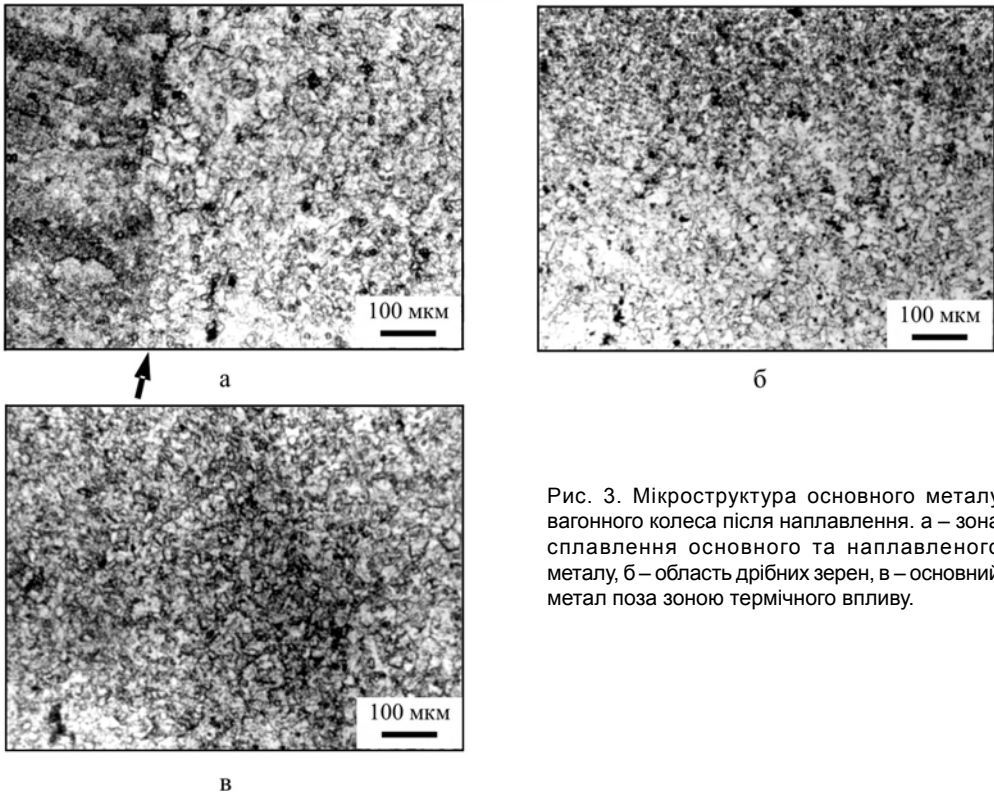 100 мкм
100 мкм
а
б
100 мкм
в
Рис. 3. Мікроструктура основного металу
вагонного колеса після наплавлення. а – зона
сплавлення основного та наплавленого
металу, б – область дрібних зерен, в – основний
метал поза зоною термічного впливу.